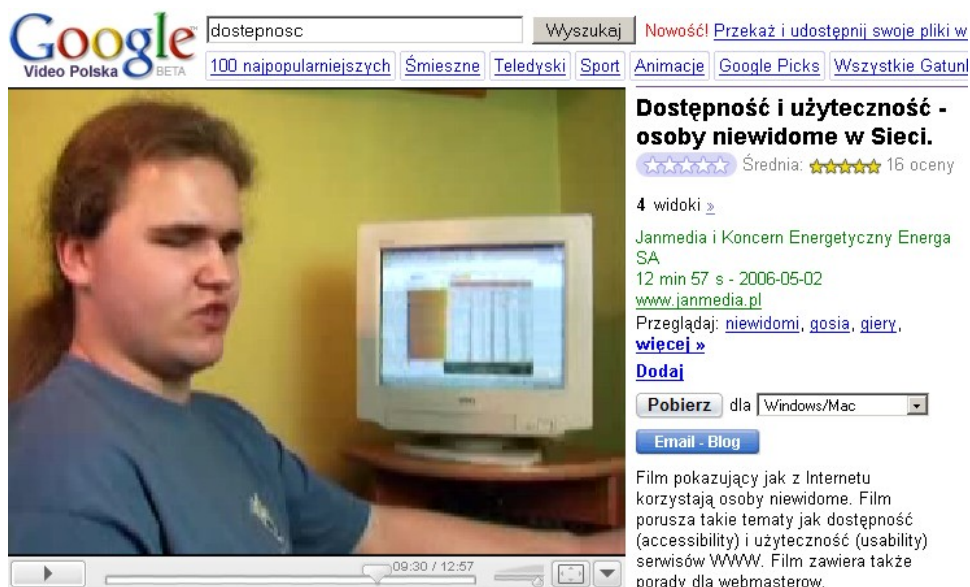 Google
Video Polska BETA
dostepnosc
Wyszukaj
Nowość! Przekaż i udostępnij swoje pliki w
100 najpopularniejszych Śmieszne Teledyski Sport Animacje Google Picks Wszystkie Gatun
Dostępność i użyteczność -
osoby niewidome w Sieci.
Średnia: 16 oceny
4 widoki »
Janmedia i Koncern Energetyczny Energa
SA
12 min 57 s - 2006-05-02
www.janmedia.pl
Przeglądaj: niewidomi, gosia, giery,
więcej »
Dodaj
Pobierz dla Windows/Mac
Email - Blog
Film pokazujący jak z Internetu
korzystają osoby niewidome. Film
porusza takie tematy jak dostępność
(accessibility) i użyteczność (usability)
serwisów WWW. Film zawiera także
porady dla webmasterow.
09:30 / 12:57